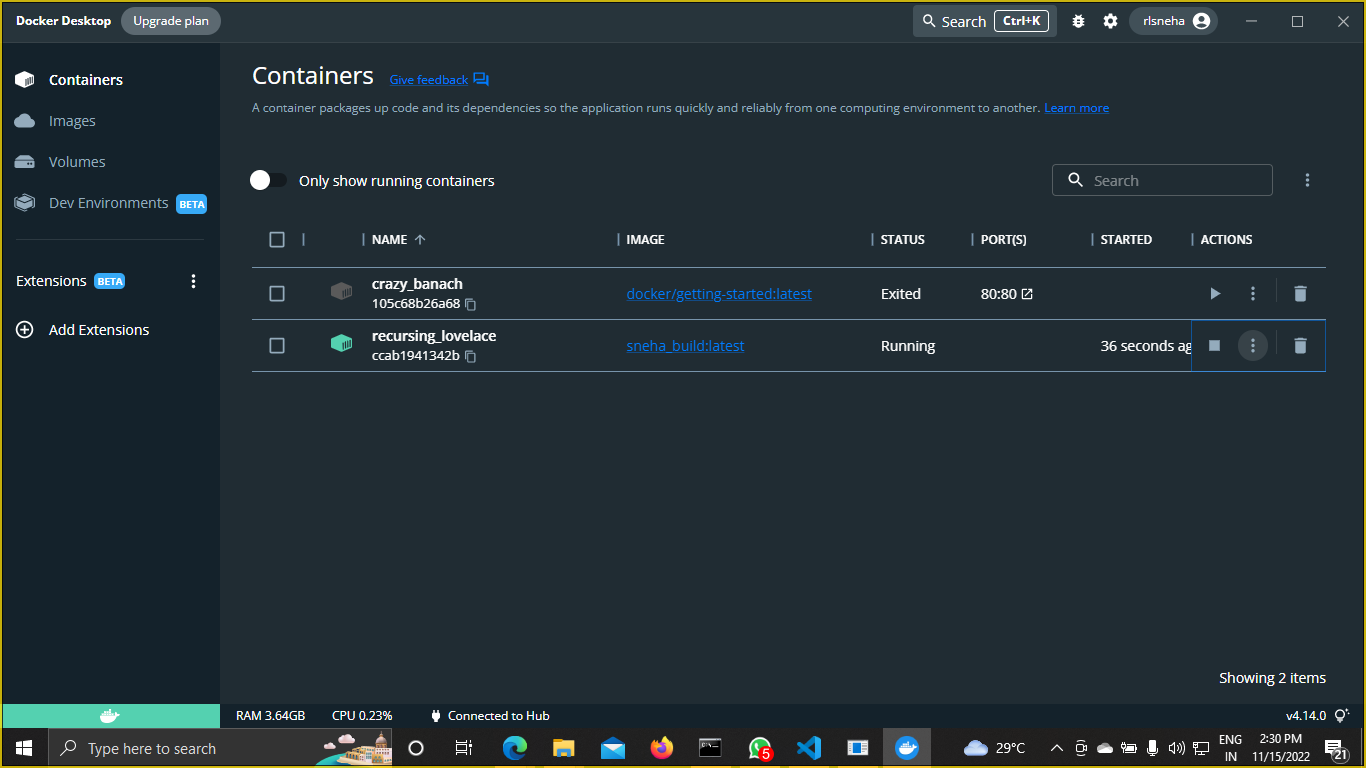 Docker Desktop Upgrade plan Search Ctrl+K rlsneha
Containers
Images
Volumes
Dev Environments BETA
Extensions BETA
Add Extensions
Containers Give feedback
A container packages up code and its dependencies so the application runs quickly and reliably from one computing environment to another. Learn more
Only show running containers Search
NAME IMAGE STATUS PORT(S) STARTED ACTIONS
crazy_banach
105c68b26a68 docker/getting-started:latest Exited 80:80
recursing_lovelace
ccab1941342b sneha_build:latest Running 36 seconds ag
Showing 2 items
RAM 3.64GB CPU 0.23% Connected to Hub v4.14.0
Type here to search 5 29°C ENG IN 2:30 PM 11/15/2022 21